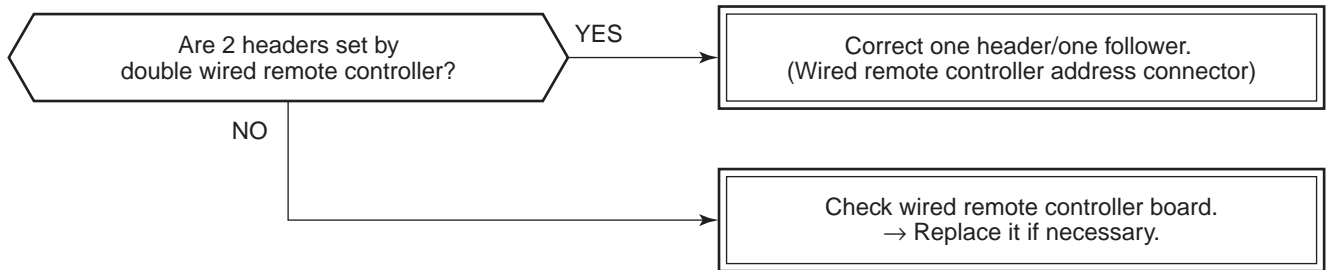 Are 2 headers set by
double wired remote controller?
YES
Correct one header/one follower.
(Wired remote controller address connector)
NO
Check wired remote controller board.
→ Replace it if necessary.